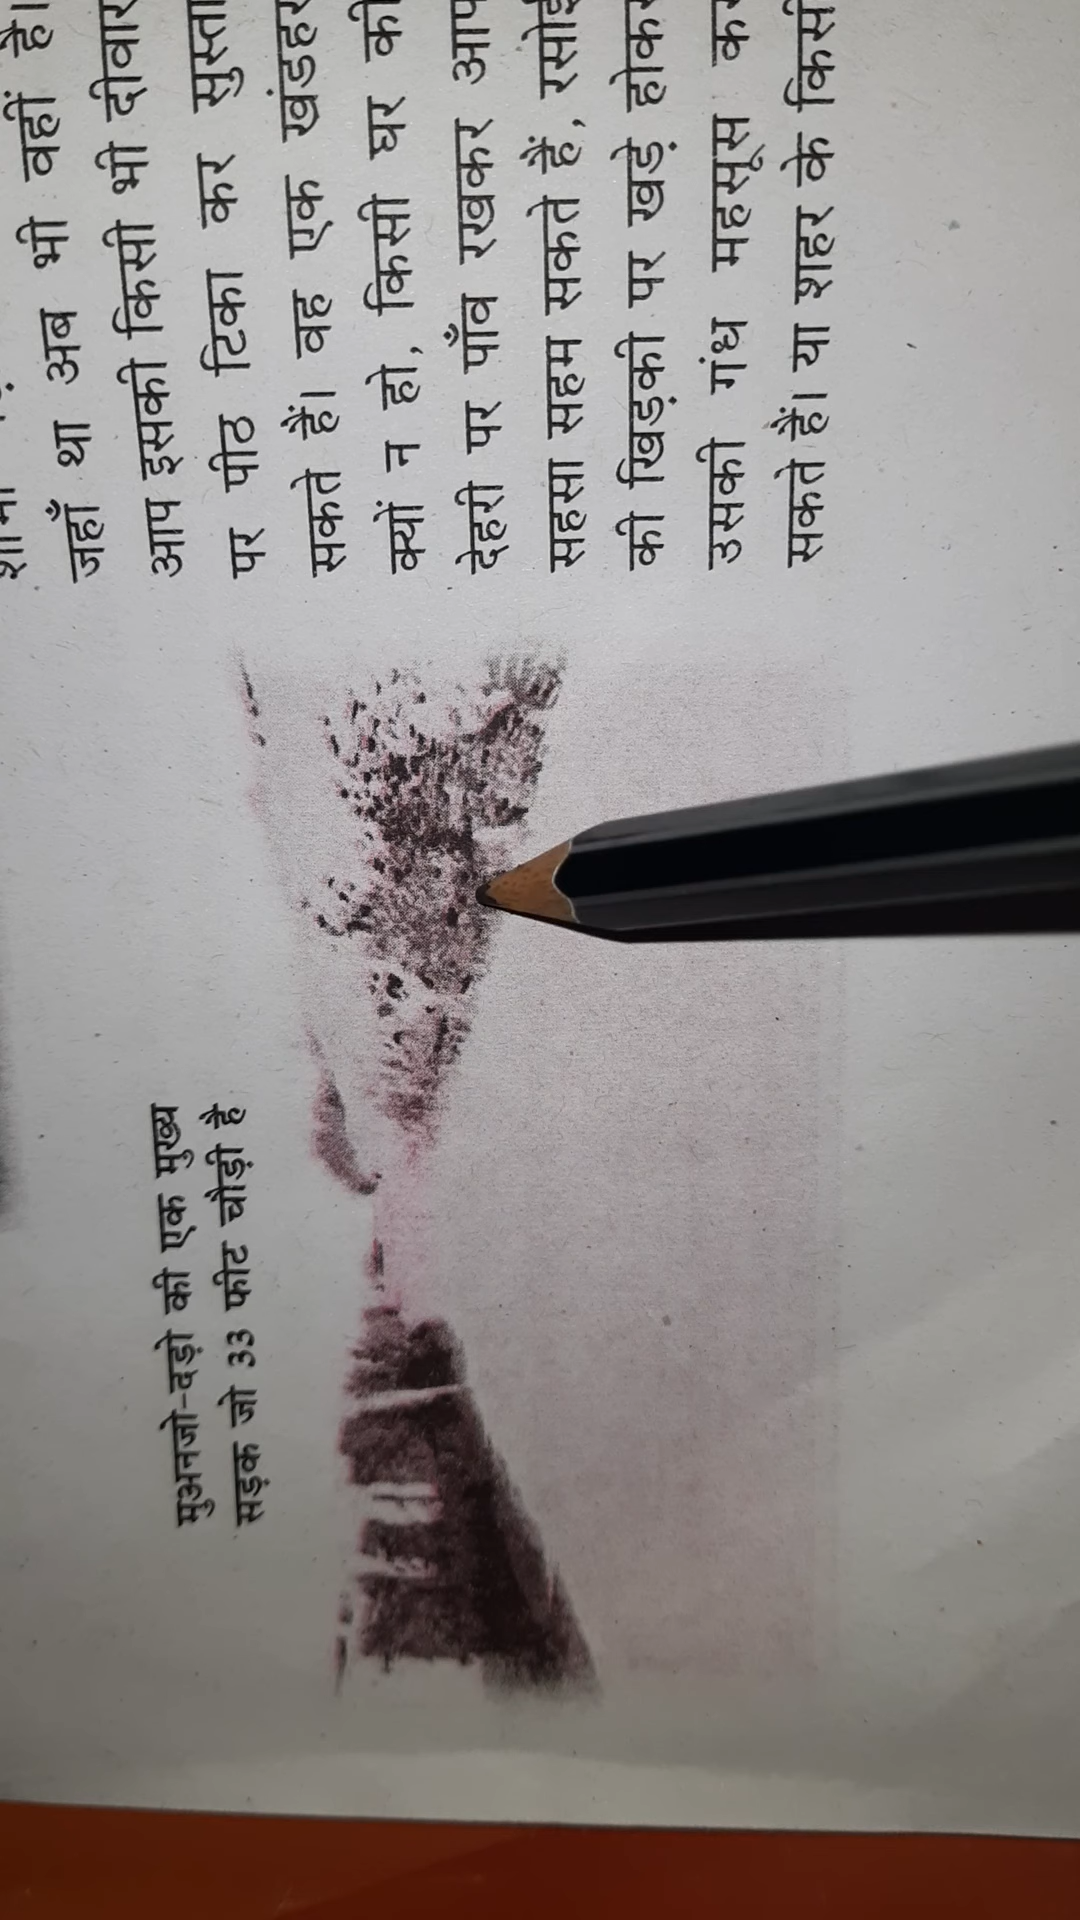 जहाँ था अब भी वहीं है।
आप इसकी किसी भी दीवार
पर पीठ टिका कर सुस्ता
सकते हैं। वह एक खंडहर
क्यों न हो, किसी घर की
देहरी पर पाँव रखकर आप
सहसा सहम सकते हैं, रसोई
की खिड़की पर खड़े होकर
उसकी गंध महसूस कर
सकते हैं। या शहर के किसी
मुअनजो-दड़ो की एक मुख्य
सड़क जो 33 फीट चौड़ी है